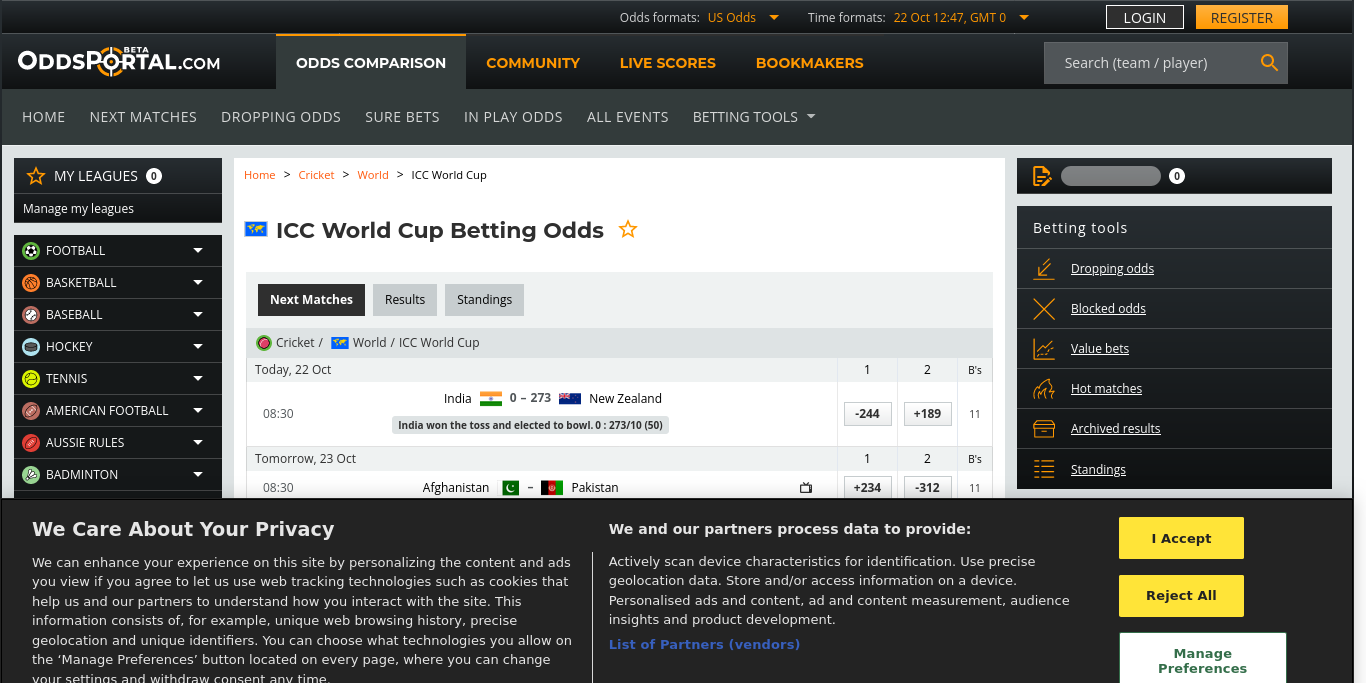 Odds formats: US Odds Time formats: 22 Oct 12:47, GMT 0 LOGIN REGISTER
ODDSPORTAL.COM BETA
ODDS COMPARISON COMMUNITY LIVE SCORES BOOKMAKERS
Search (team / player)
HOME NEXT MATCHES DROPPING ODDS SURE BETS IN PLAY ODDS ALL EVENTS BETTING TOOLS
MY LEAGUES 0
Manage my leagues
FOOTBALL
BASKETBALL
BASEBALL
HOCKEY
TENNIS
AMERICAN FOOTBALL
AUSSIE RULES
BADMINTON
Home > Cricket > World > ICC World Cup
ICC World Cup Betting Odds
Next Matches Results Standings
Cricket / World / ICC World Cup
Today, 22 Oct 1 2 B's
08:30 India 0 – 273 New Zealand -244 +189 11
India won the toss and elected to bowl. 0 : 273/10 (50)
Tomorrow, 23 Oct 1 2 B's
08:30 Afghanistan – Pakistan +234 -312 11
0
Betting tools
Dropping odds
Blocked odds
Value bets
Hot matches
Archived results
Standings
We Care About Your Privacy
We can enhance your experience on this site by personalizing the content and ads
you view if you agree to let us use web tracking technologies such as cookies that
help us and our partners to understand how you interact with the site. This
information consists of, for example, unique web browsing history, precise
geolocation and unique identifiers. You can choose what technologies you allow on
the ‘Manage Preferences’ button located on every page, where you can change
your settings and withdraw consent any time.
We and our partners process data to provide:
Actively scan device characteristics for identification. Use precise
geolocation data. Store and/or access information on a device.
Personalised ads and content, ad and content measurement, audience
insights and product development.
List of Partners (vendors)
I Accept
Reject All
Manage
Preferences